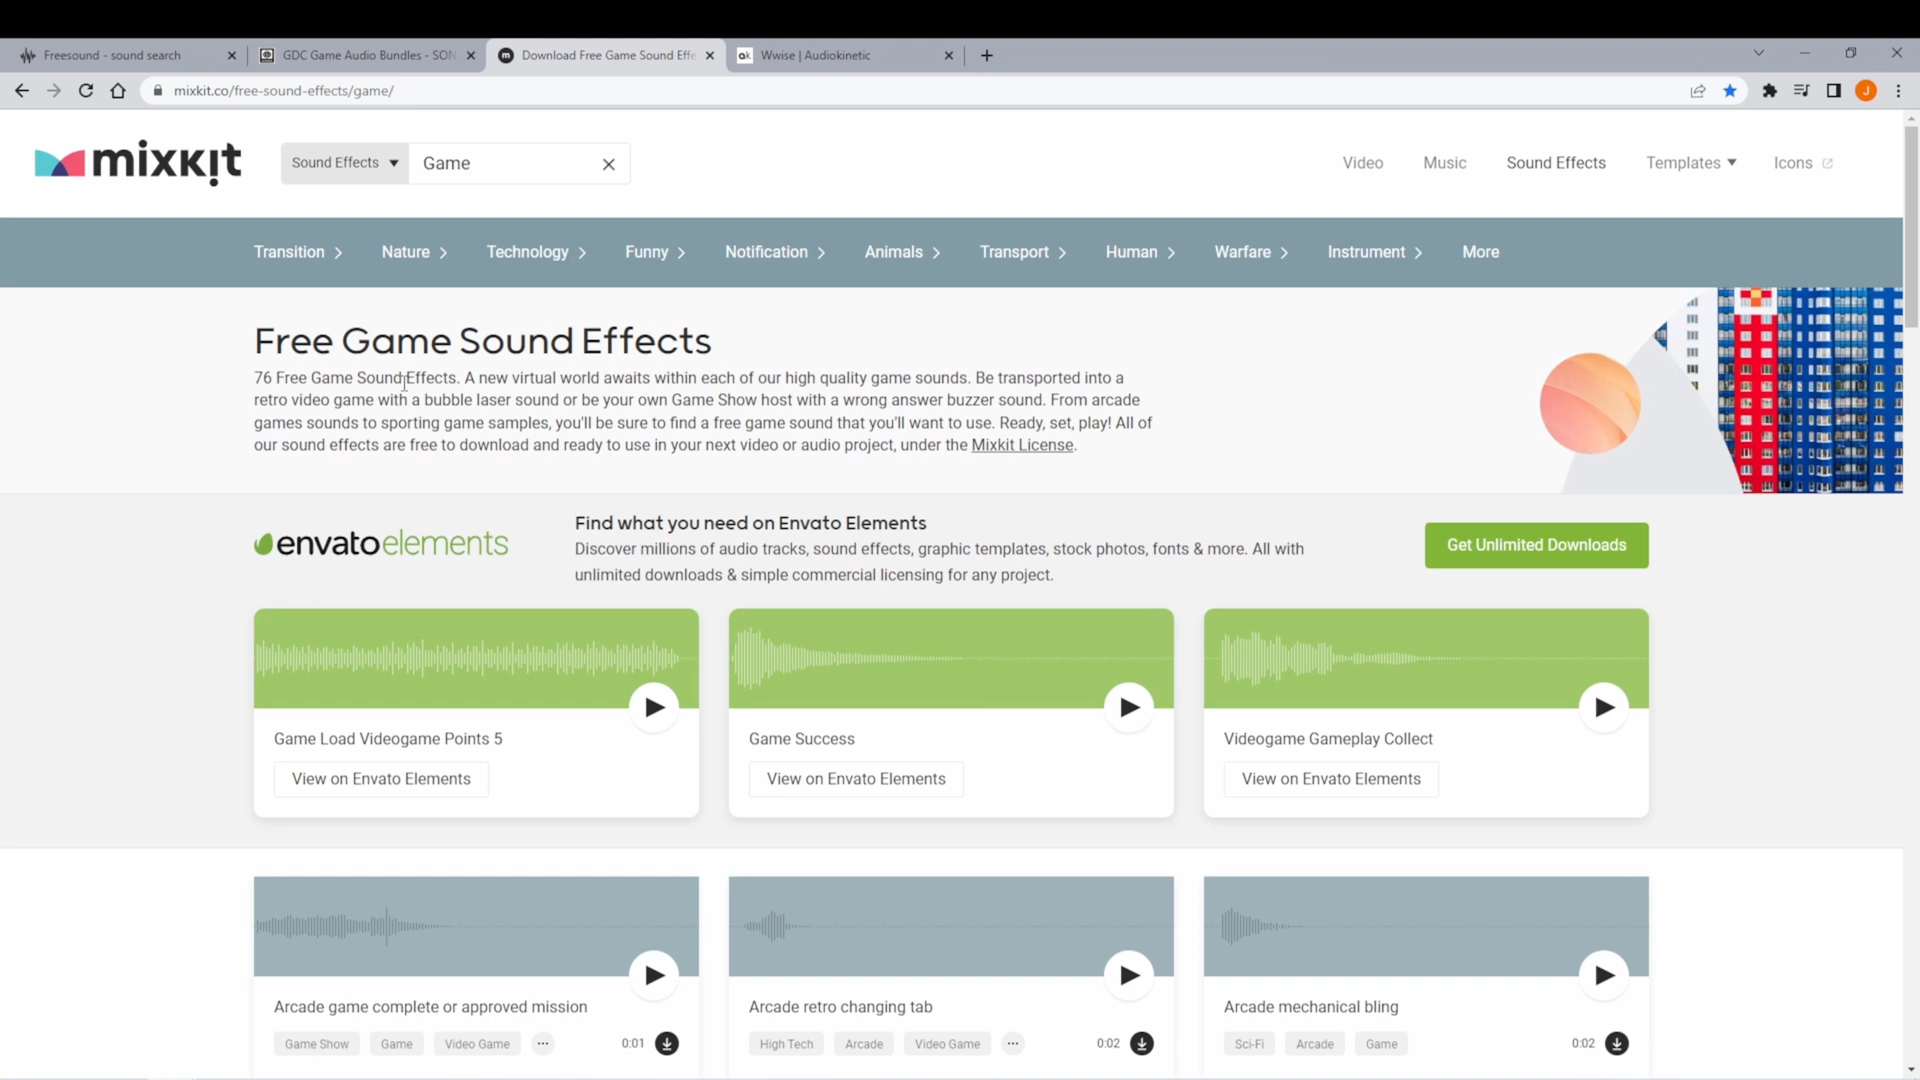 Freesound - sound search
GDC Game Audio Bundles - SON
Download Free Game Sound Effe
ak
Wwise | Audiokinetic
mixkit.co/free-sound-effects/game/
J
mixkit
Sound Effects
Game
Video
Music
Sound Effects
Templates
Icons
Transition
Nature
Technology
Funny
Notification
Animals
Transport
Human
Warfare
Instrument
More
Free Game Sound Effects
76 Free Game Sound Effects. A new virtual world awaits within each of our high quality game sounds. Be transported into a
retro video game with a bubble laser sound or be your own Game Show host with a wrong answer buzzer sound. From arcade
games sounds to sporting game samples, you'll be sure to find a free game sound that you'll want to use. Ready, set, play! All of
our sound effects are free to download and ready to use in your next video or audio project, under the Mixkit License.
envatoelements
Find what you need on Envato Elements
Discover millions of audio tracks, sound effects, graphic templates, stock photos, fonts & more. All with
unlimited downloads & simple commercial licensing for any project.
Get Unlimited Downloads
Game Load Videogame Points 5
View on Envato Elements
Game Success
View on Envato Elements
Videogame Gameplay Collect
View on Envato Elements
Arcade game complete or approved mission
Game Show
Game
Video Game
...
0:01
Arcade retro changing tab
High Tech
Arcade
Video Game
...
0:02
Arcade mechanical bling
Sci-Fi
Arcade
Game
0:02